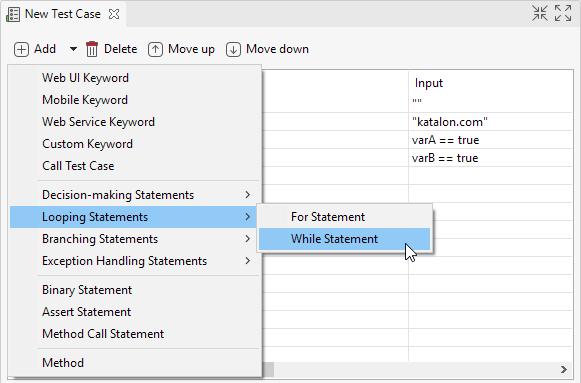 New Test Case
Add Delete Move up Move down
Input
""
"katalon.com"
varA == true
varB == true
Web UI Keyword
Mobile Keyword
Web Service Keyword
Custom Keyword
Call Test Case
Decision-making Statements
Looping Statements
Branching Statements
Exception Handling Statements
Binary Statement
Assert Statement
Method Call Statement
Method
For Statement
While Statement